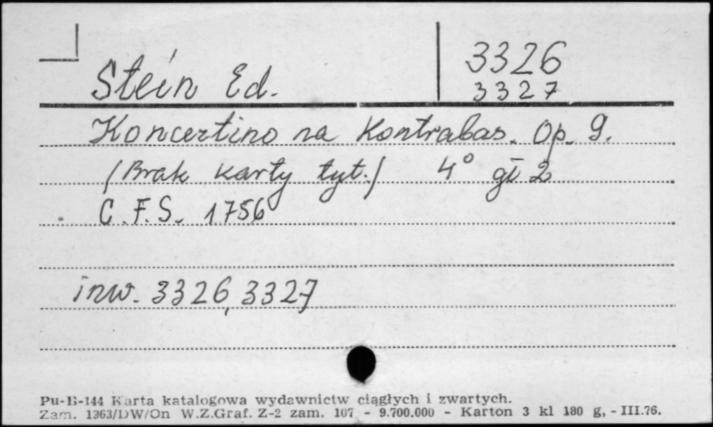 3326
Stein Ed.
3327
Koncertino na Kontrabas. Op. 9.
(Brak karty tyt.) 4° gł 2
C.F.S. 1756
inw. 3326, 3327
Pu-B-144 Karta katalogowa wydawnictw ciągłych i zwartych.
Zam. 1363/DW/On W.Z.Graf. Z-2 zam. 107 - 9.700.000 - Karton 3 kl 180 g, - III.76.